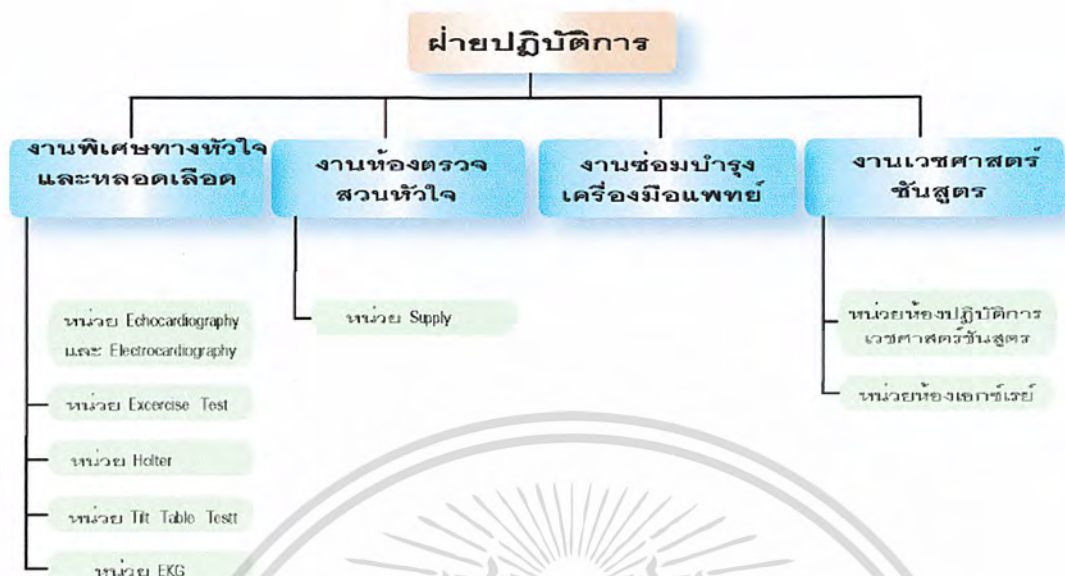 ฝ่ายปฏิบัติการ
งานพิเศษทางหัวใจ
และหลอดเลือด
งานห้องตรวจ
สวนหัวใจ
งานซ่อมบำรุง
เครื่องมือแพทย์
งานเวชศาสตร์
ชันสูตร
หน่วย Echocardiography
และ Electrocardiography
หน่วย Excercise Test
หน่วย Holter
หน่วย Tilt Table Testt
หน่วย EKG
หน่วย Supply
หน่วยห้องปฏิบัติการ
เวชศาสตร์ชันสูตร
หน่วยห้องเอกซ์เรย์